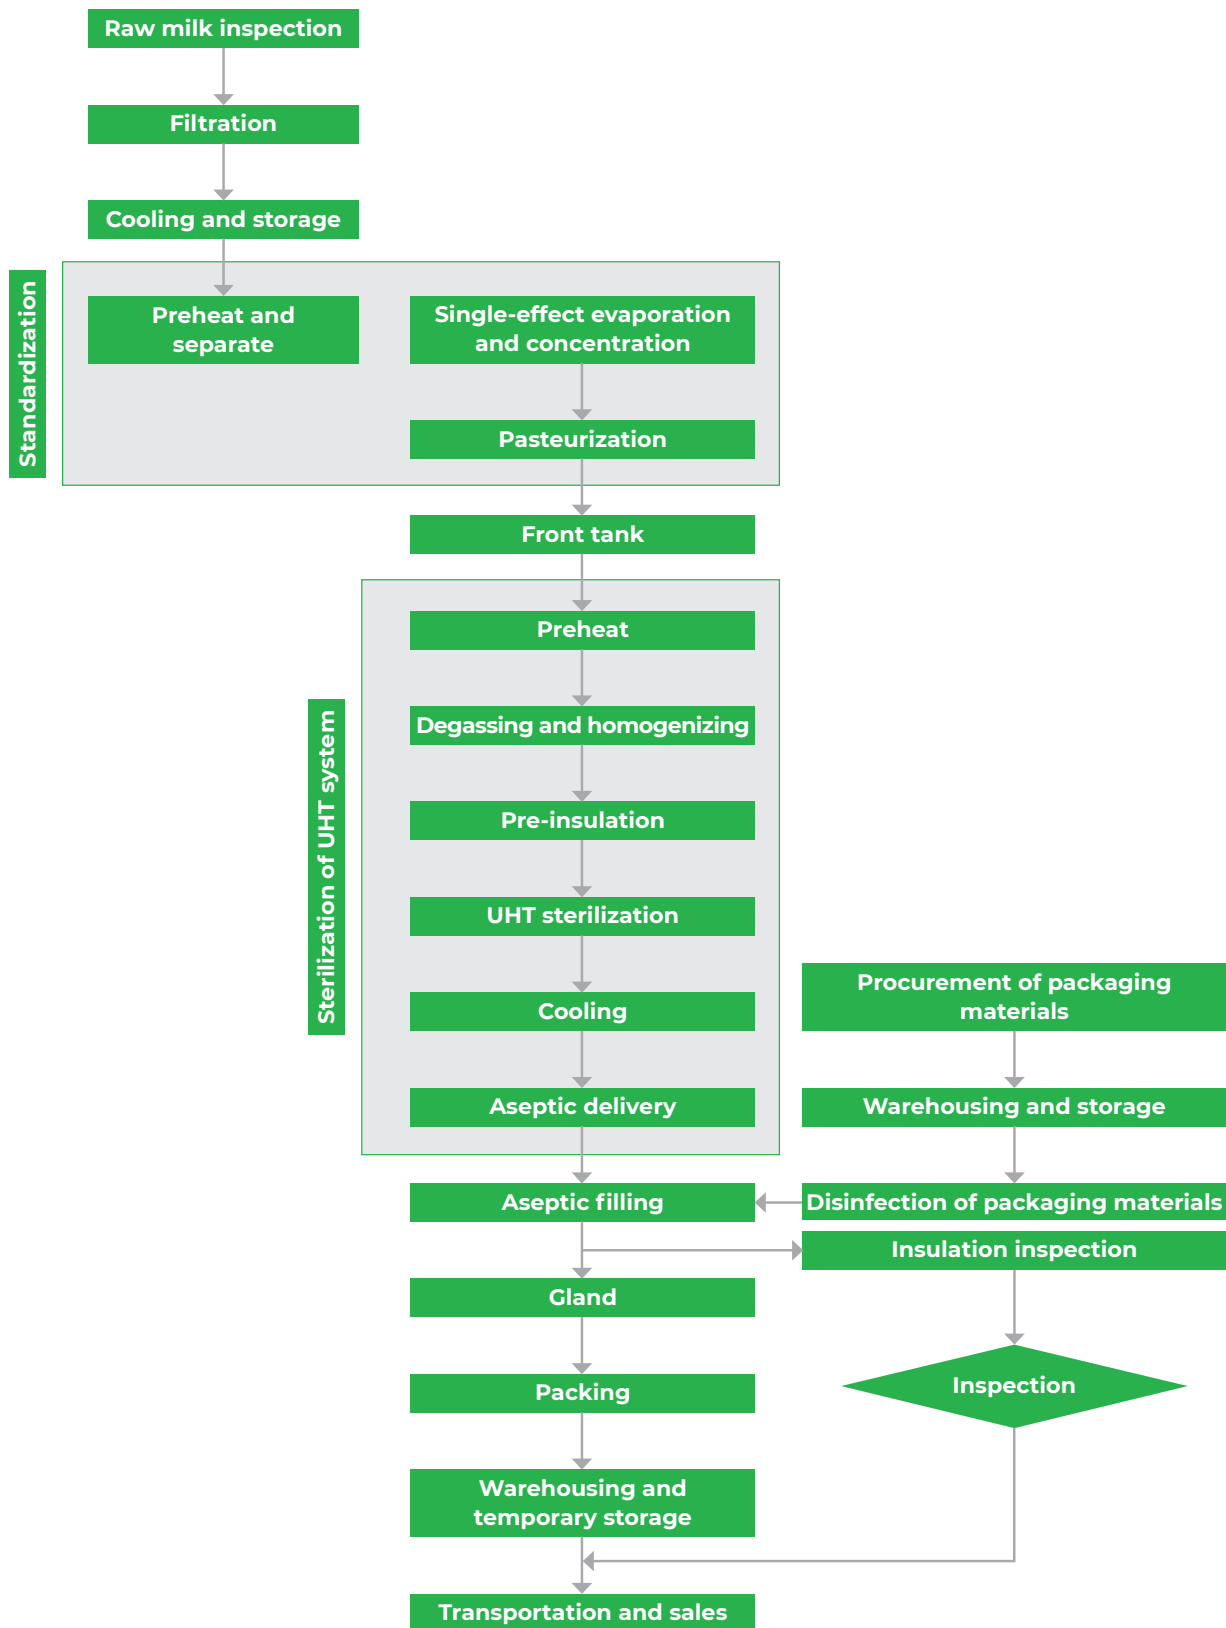 Raw milk inspection
Filtration
Cooling and storage
Standardization
Preheat and
separate
Single-effect evaporation
and concentration
Pasteurization
Front tank
Sterilization of UHT system
Preheat
Degassing and homogenizing
Pre-insulation
UHT sterilization
Cooling
Aseptic delivery
Procurement of packaging
materials
Warehousing and storage
Disinfection of packaging materials
Aseptic filling
Insulation inspection
Gland
Inspection
Packing
Warehousing and
temporary storage
Transportation and sales